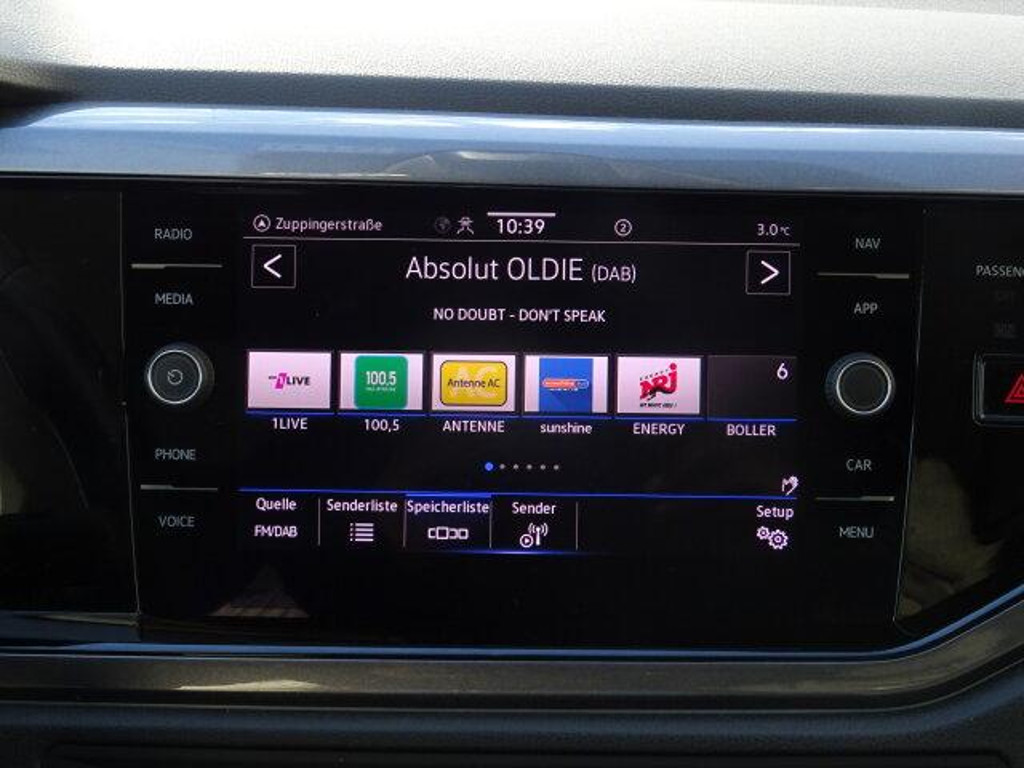 RADIO
MEDIA
PHONE
VOICE
Zuppingerstraße
10:39
2
3.0 °C
Absolut OLDIE (DAB)
NO DOUBT - DON'T SPEAK
1LIVE
100,5
Antenne AC
NRJ
6
1LIVE
100,5
ANTENNE
sunshine
ENERGY
BOLLER
Quelle
FM/DAB
Senderliste
Speicherliste
Sender
Setup
NAV
APP
CAR
MENU
PASSENG